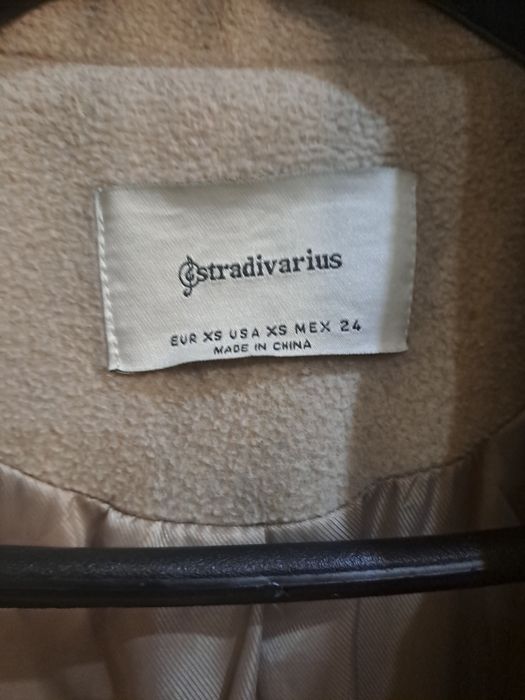 stradivarius
EUR XS USA XS MEX 24
MADE IN CHINA